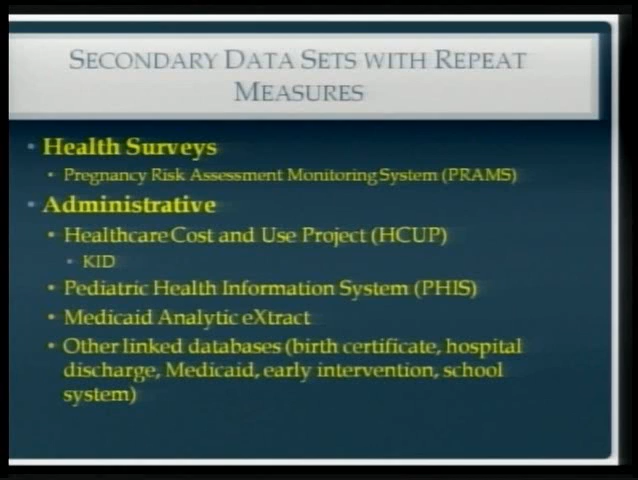 SECONDARY DATA SETS WITH REPEAT
MEASURES
• Health Surveys
• Pregnancy Risk Assessment Monitoring System (PRAMS)
• Administrative
• Healthcare Cost and Use Project (HCUP)
• KID
• Pediatric Health Information System (PHIS)
• Medicaid Analytic eXtract
• Other linked databases (birth certificate, hospital
discharge, Medicaid, early intervention, school
system)